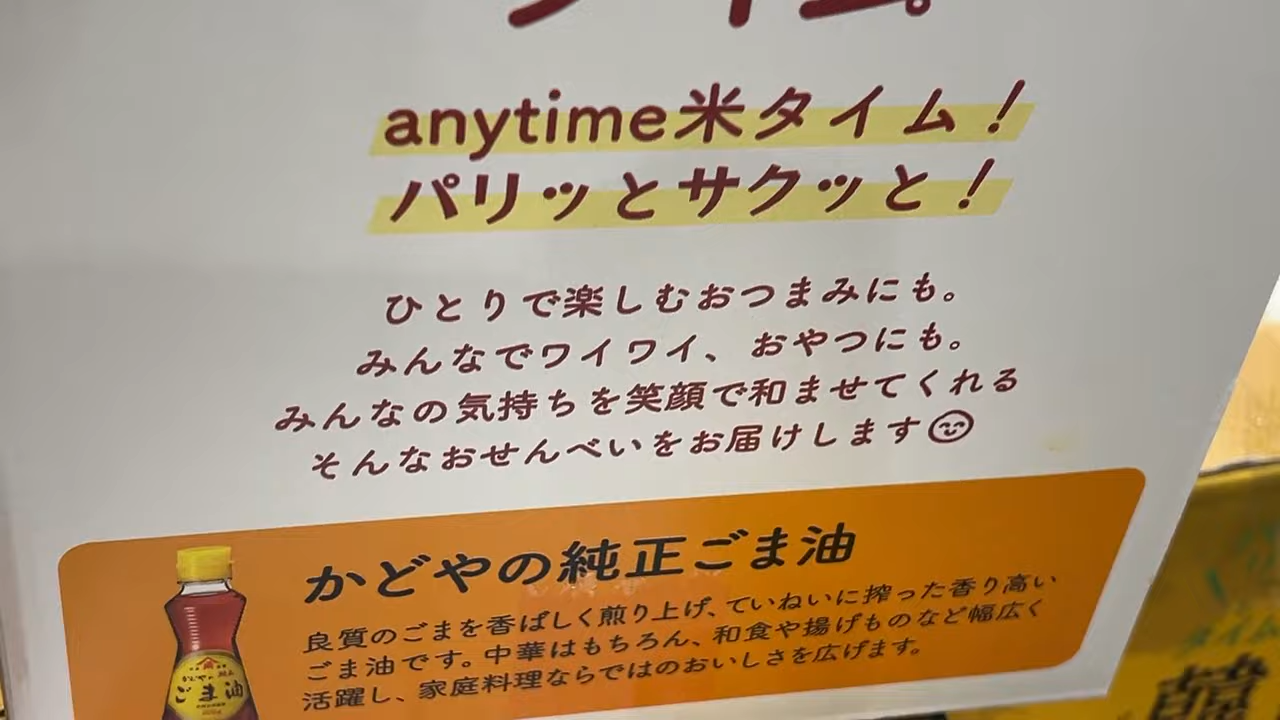 anytime米タイム!
パリッとサクッと!
ひとりで楽しむおつまみにも。
みんなでワイワイ、おやつにも。
みんなの気持ちを笑顔で和ませてくれる
そんなおせんべいをお届けします
かどやの純正ごま油
良質のごまを香ばしく煎り上げ、ていねいに搾った香り高い
ごま油です。中華はもちろん、和食や揚げものなど幅広く
活躍し、家庭料理ならではのおいしさを広げます。
ごま油
タイム